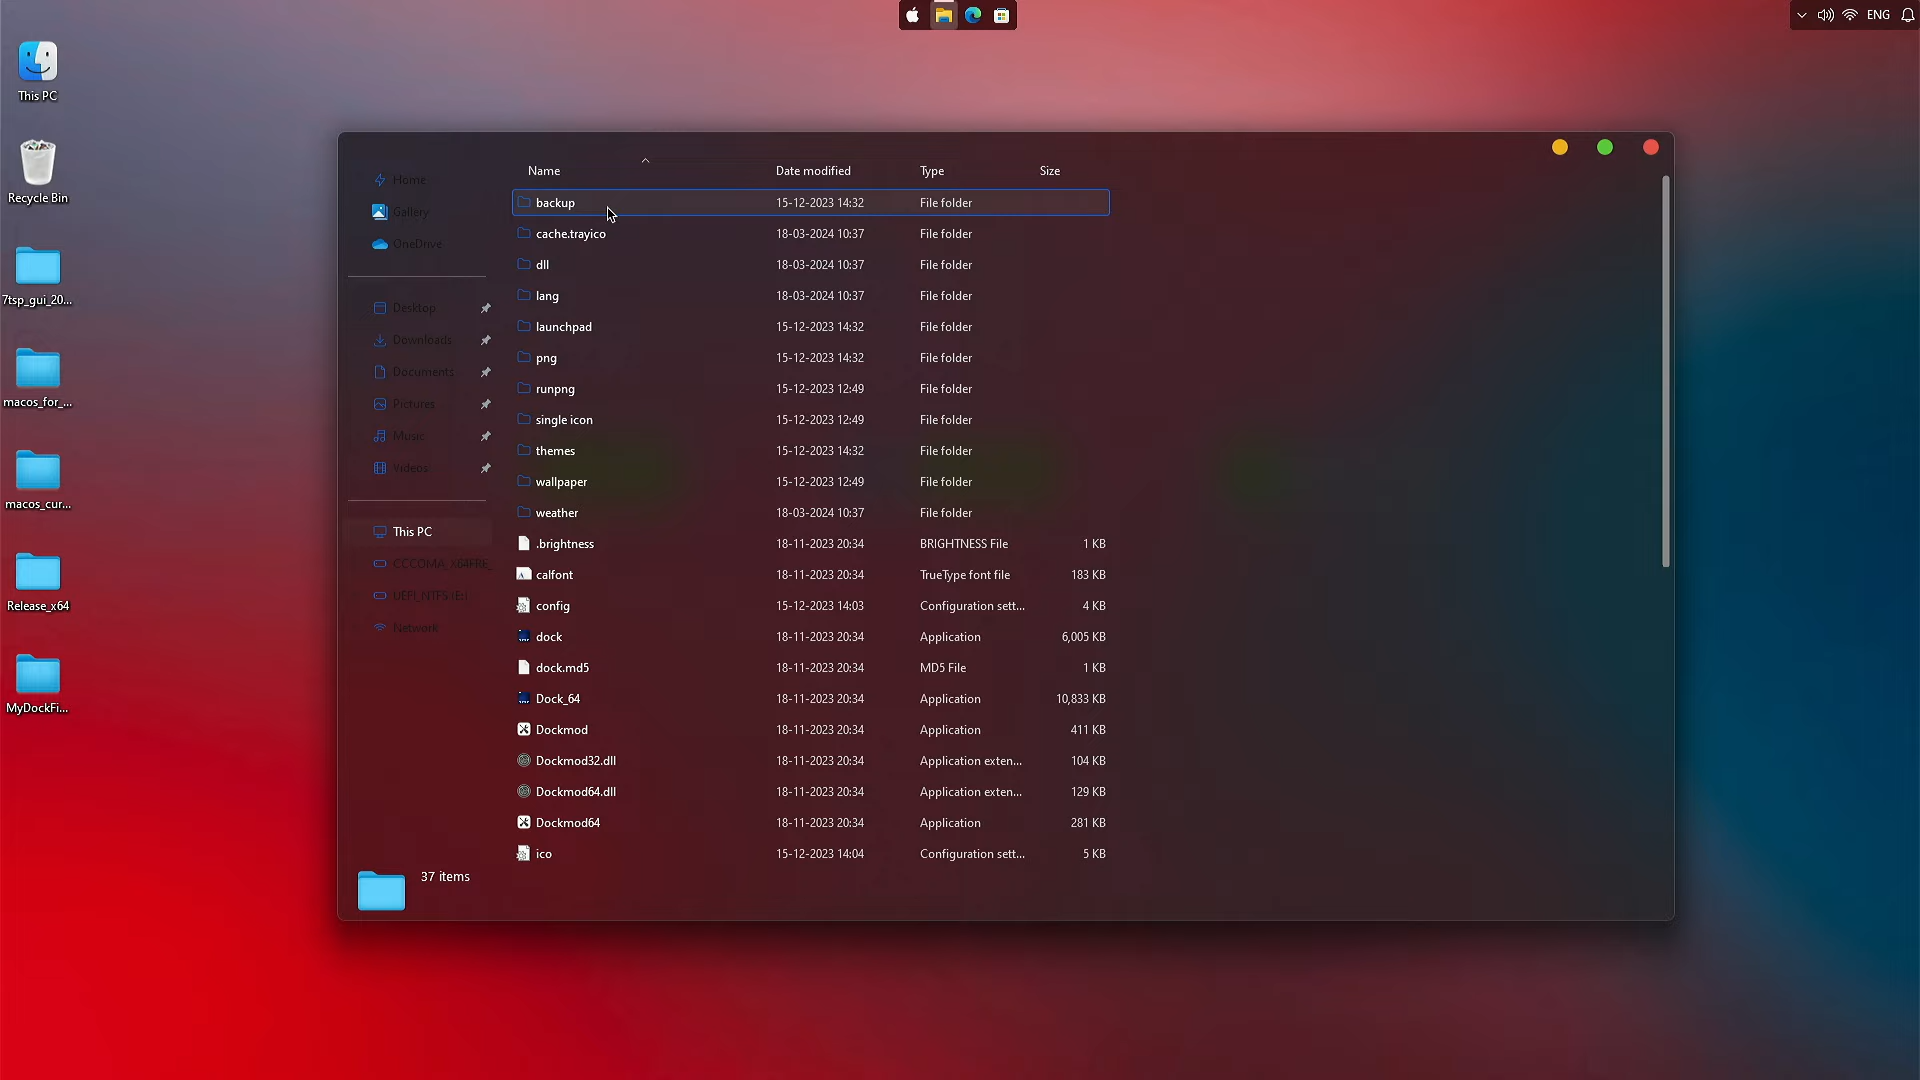 ENG
This PC
Recycle Bin
7tsp_gui_20...
macos_for_...
macos_cur...
Release_x64
MyDockFi...
Home
Gallery
OneDrive
Desktop
Downloads
Documents
Pictures
Music
Videos
This PC
CCCOMA_X64FRE_
UEFI_NTFS (E:)
Network
Name Date modified Type Size
backup 15-12-2023 14:32 File folder
cache.trayico 18-03-2024 10:37 File folder
dll 18-03-2024 10:37 File folder
lang 18-03-2024 10:37 File folder
launchpad 15-12-2023 14:32 File folder
png 15-12-2023 14:32 File folder
runpng 15-12-2023 12:49 File folder
single icon 15-12-2023 12:49 File folder
themes 15-12-2023 14:32 File folder
wallpaper 15-12-2023 12:49 File folder
weather 18-03-2024 10:37 File folder
.brightness 18-11-2023 20:34 BRIGHTNESS File 1 KB
calfont 18-11-2023 20:34 TrueType font file 183 KB
config 15-12-2023 14:03 Configuration sett... 4 KB
dock 18-11-2023 20:34 Application 6,005 KB
dock.md5 18-11-2023 20:34 MD5 File 1 KB
Dock_64 18-11-2023 20:34 Application 10,833 KB
Dockmod 18-11-2023 20:34 Application 411 KB
Dockmod32.dll 18-11-2023 20:34 Application exten... 104 KB
Dockmod64.dll 18-11-2023 20:34 Application exten... 129 KB
Dockmod64 18-11-2023 20:34 Application 281 KB
ico 15-12-2023 14:04 Configuration sett... 5 KB
37 items